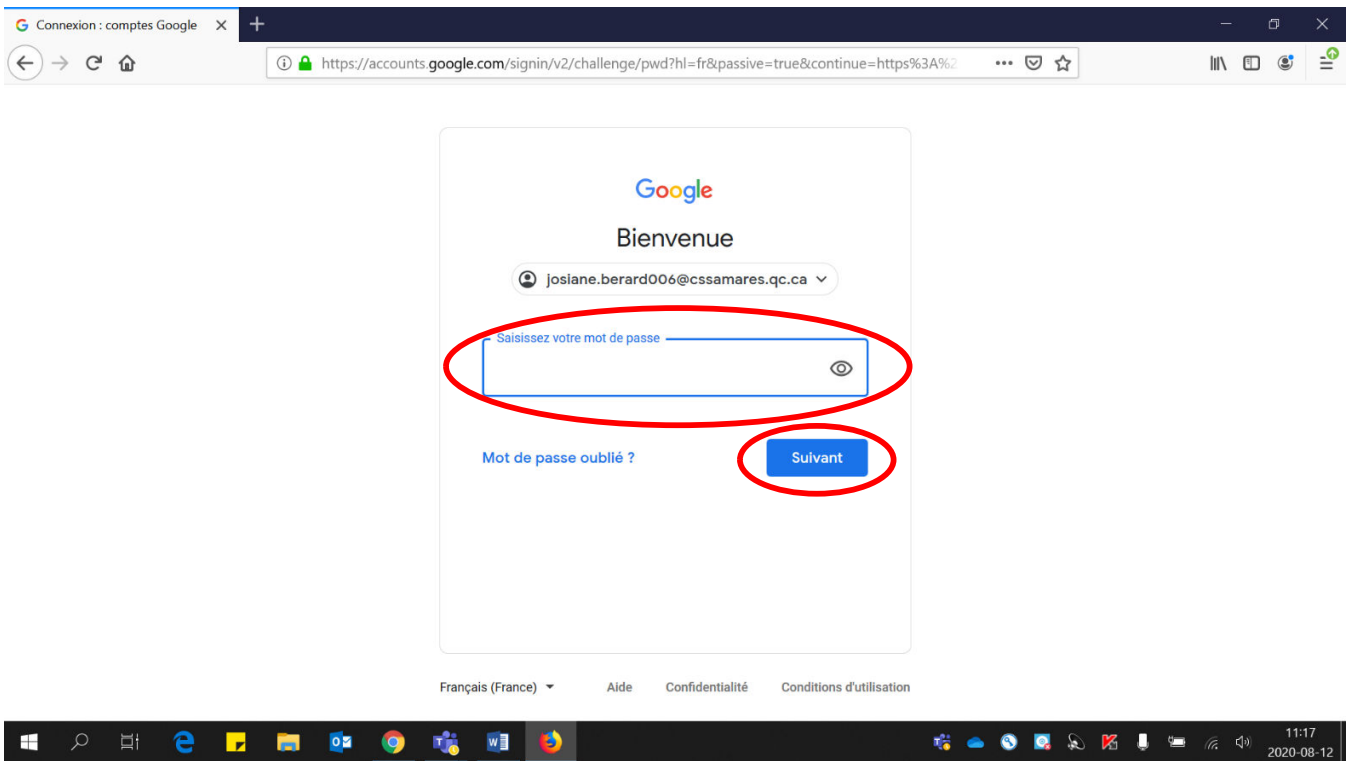 Connexion : comptes Google
https://accounts.google.com/signin/v2/challenge/pwd?hl=fr&passive=true&continue=https%3A%2
Google
Bienvenue
josiane.berard006@cssamares.qc.ca
Saisissez votre mot de passe
Mot de passe oublié ?
Suivant
Français (France)
Aide
Confidentialité
Conditions d'utilisation
11:17
2020-08-12